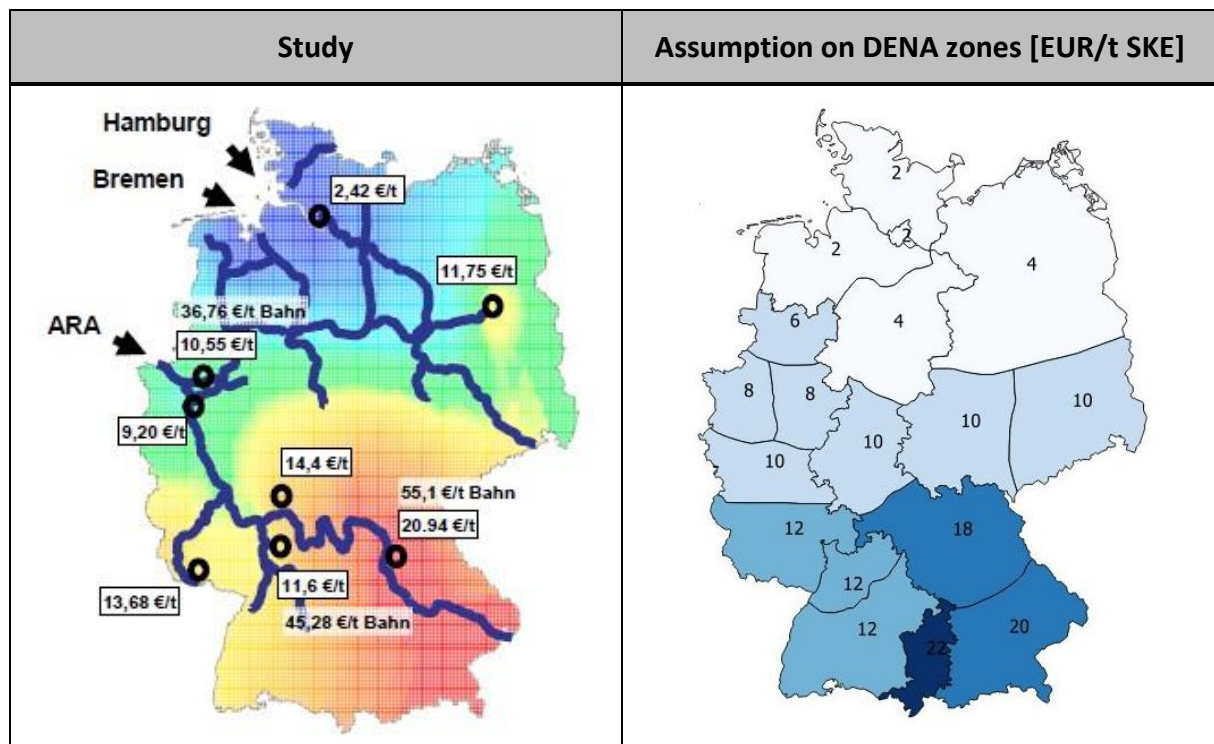 Study
Assumption on DENA zones [EUR/t SKE]
Hamburg
Bremen
2,42 €/t
11,75 €/t
36,76 €/t Bahn
ARA
10,55 €/t
9,20 €/t
14,4 €/t
55,1 €/t Bahn
20.94 €/t
13,68 €/t
11,6 €/t
45,28 €/t Bahn
2
2
2
4
4
6
8
8
10
10
10
10
12
18
12
12
20
22